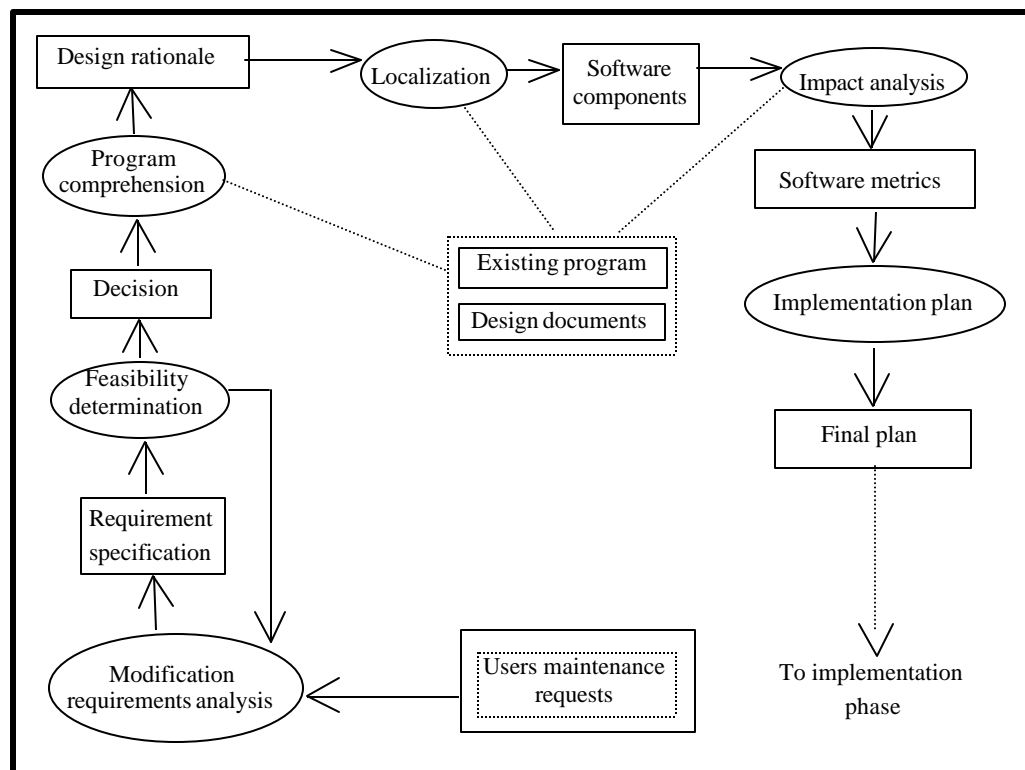 Design rationale
Localization
Software
components
Impact analysis
Program
comprehension
Software metrics
Existing program
Design documents
Decision
Implementation plan
Feasibility
determination
Final plan
Requirement
specification
Modification
requirements analysis
Users maintenance
requests
To implementation
phase